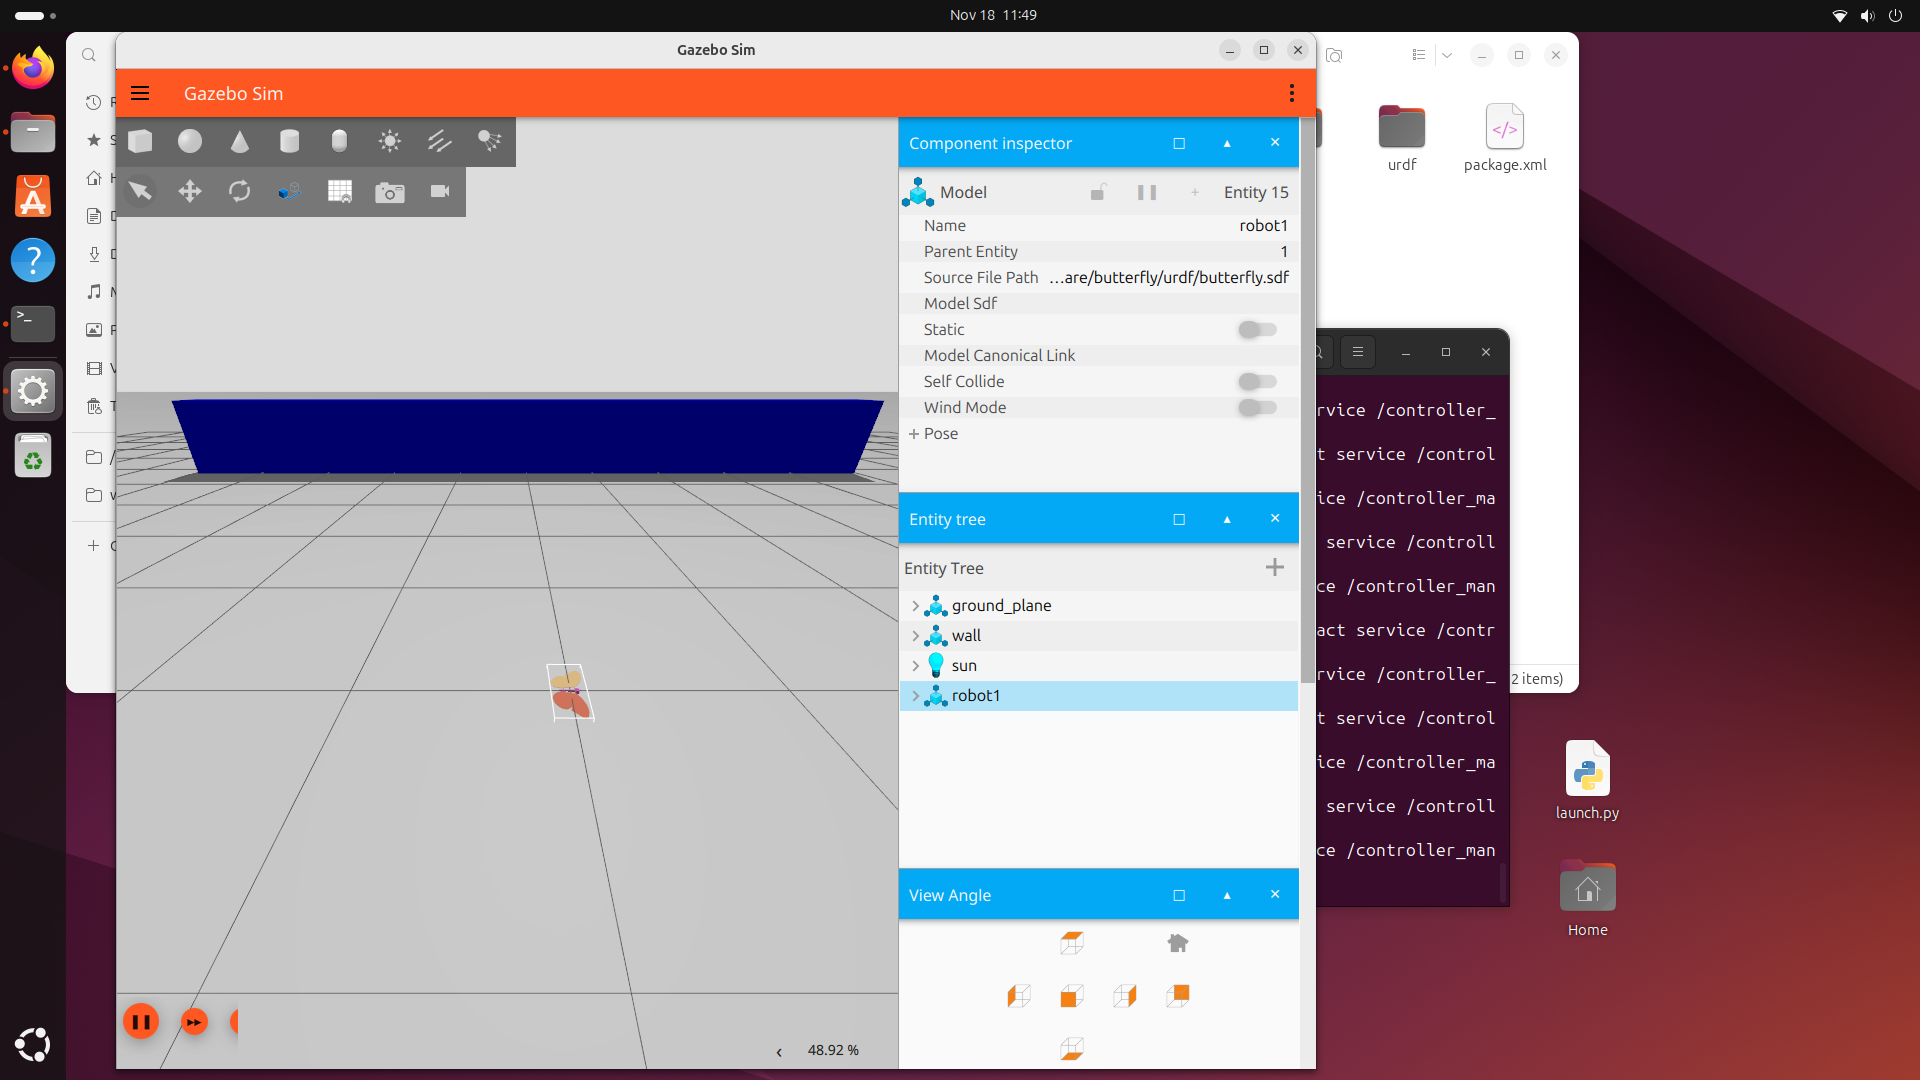 Nov 18 11:49
Gazebo Sim
Gazebo Sim
Component inspector
Model
Entity 15
Name
robot1
Parent Entity
1
Source File Path
...are/butterfly/urdf/butterfly.sdf
Model Sdf
Static
Model Canonical Link
Self Collide
Wind Mode
Pose
Entity tree
Entity Tree
ground_plane
wall
sun
robot1
View Angle
48.92 %
urdf
package.xml
2 items)
rvice /controller_
t service /control
ice /controller_ma
service /controll
ce /controller_man
act service /contr
rvice /controller_
t service /control
ice /controller_ma
service /controll
ce /controller_man
launch.py
Home